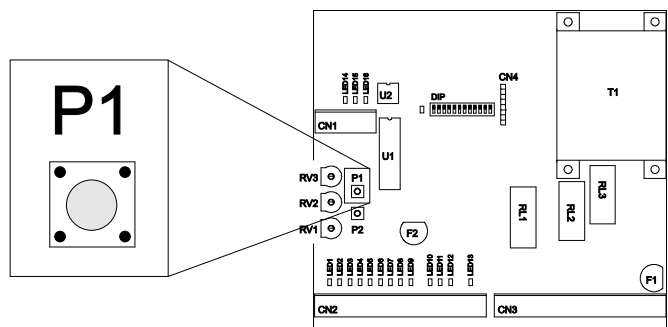 P1
LED14
LED15
LED16
U2
DIP
CN4
T1
CN1
U1
RV3
P1
RV2
RV1
P2
F2
RL1
RL2
RL3
LED1
LED2
LED3
LED4
LED5
LED6
LED7
LED8
LED9
LED10
LED11
LED12
LED13
F1
CN2
CN3